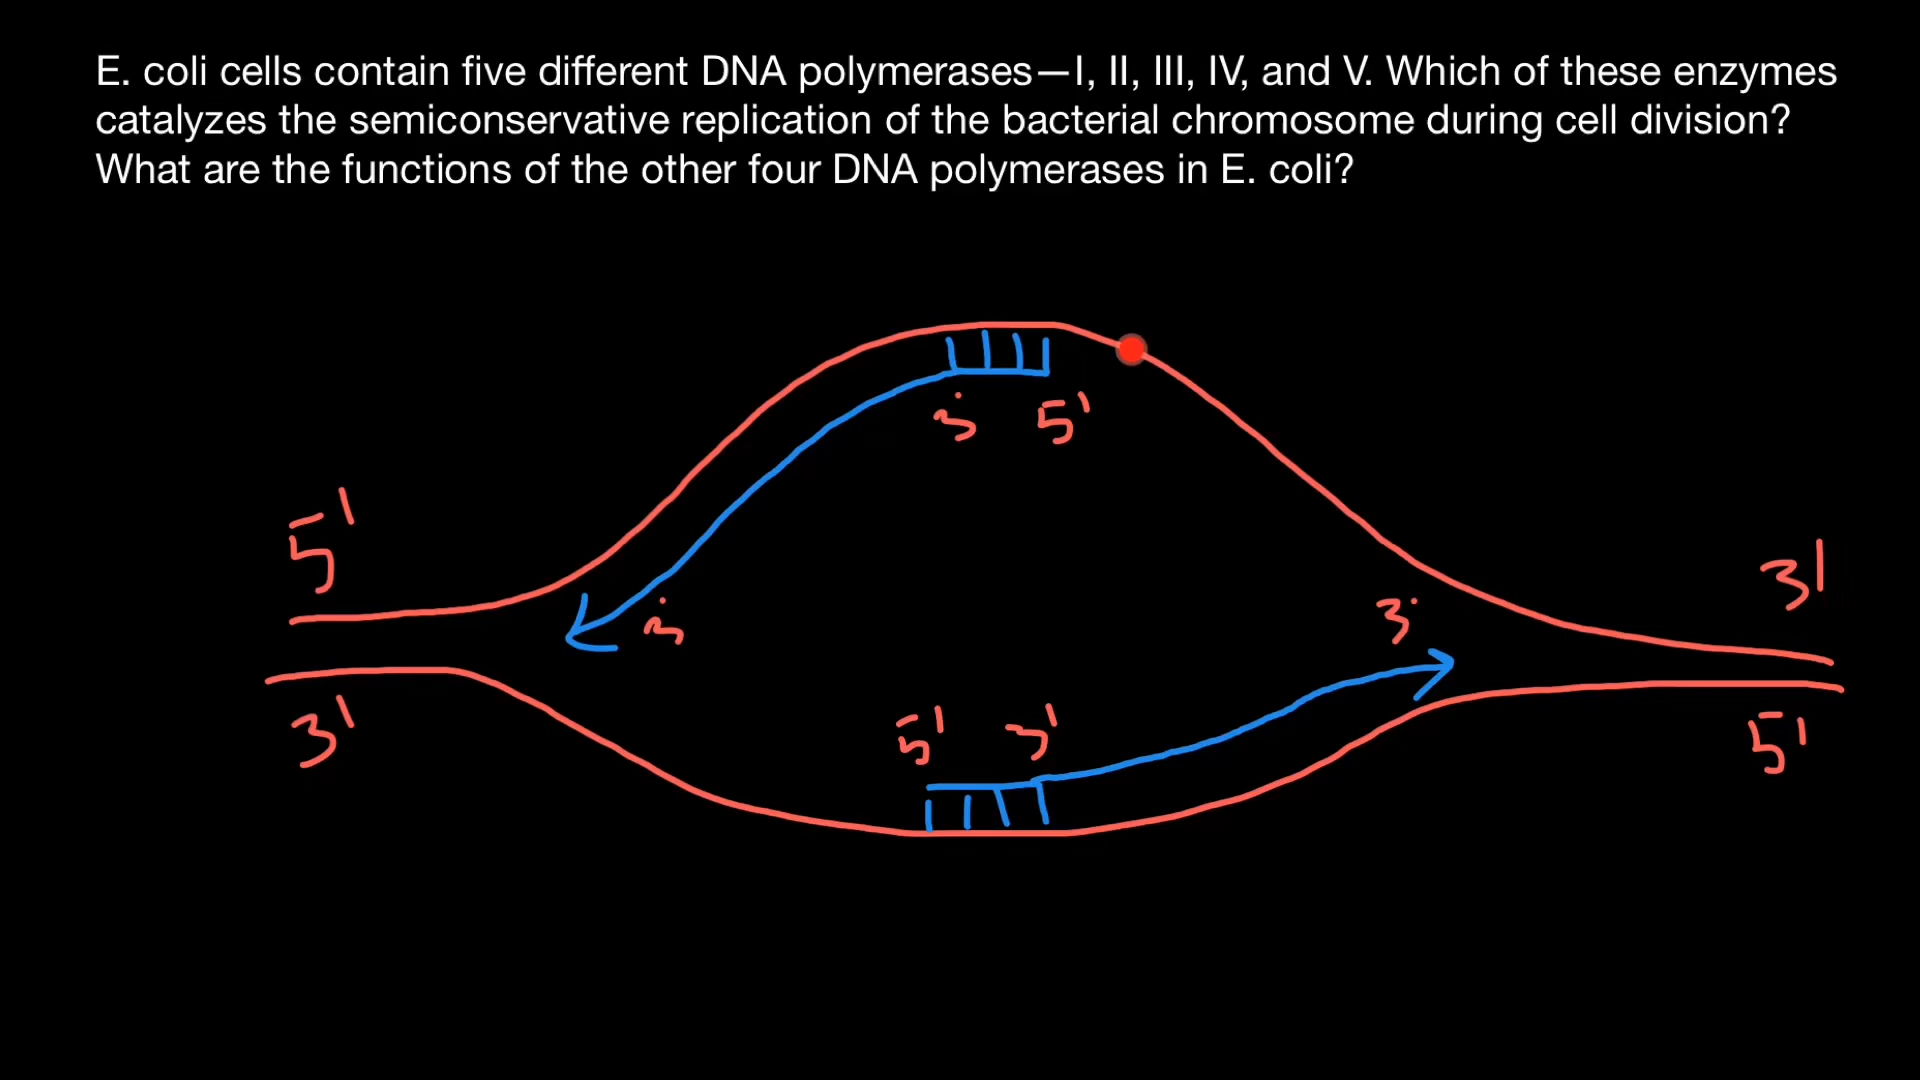 E. coli cells contain five different DNA polymerases—I, II, III, IV, and V. Which of these enzymes
catalyzes the semiconservative replication of the bacterial chromosome during cell division?
What are the functions of the other four DNA polymerases in E. coli?
3' 5'
5' 3'
3' 3'
3' 5' 3' 5'